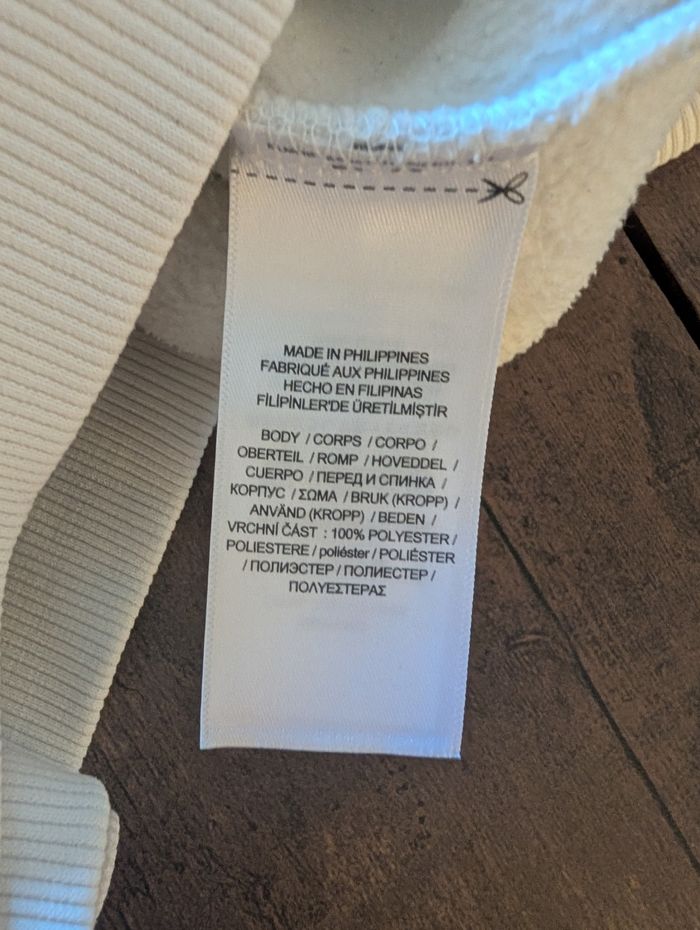 MADE IN PHILIPPINES
FABRIQUÉ AUX PHILIPPINES
HECHO EN FILIPINAS
FİLİPİNLER'DE ÜRETİLMİŞTİR
BODY / CORPS / CORPO /
OBERTEIL / ROMP / HOVEDDEL /
CUERPO / ПЕРЕД И СПИНКА /
КОРПУС / ΣΩΜΑ / BRUK (KROPP) /
ANVÄND (KROPP) / BEDEN /
VRCHNÍ ČÁST : 100% POLYESTER /
POLIESTERE / poliéster / POLIÉSTER
/ ПОЛИЭСТЕР / ПОЛИЕСТЕР /
ΠΟΛΥΕΣΤΕΡΑΣ